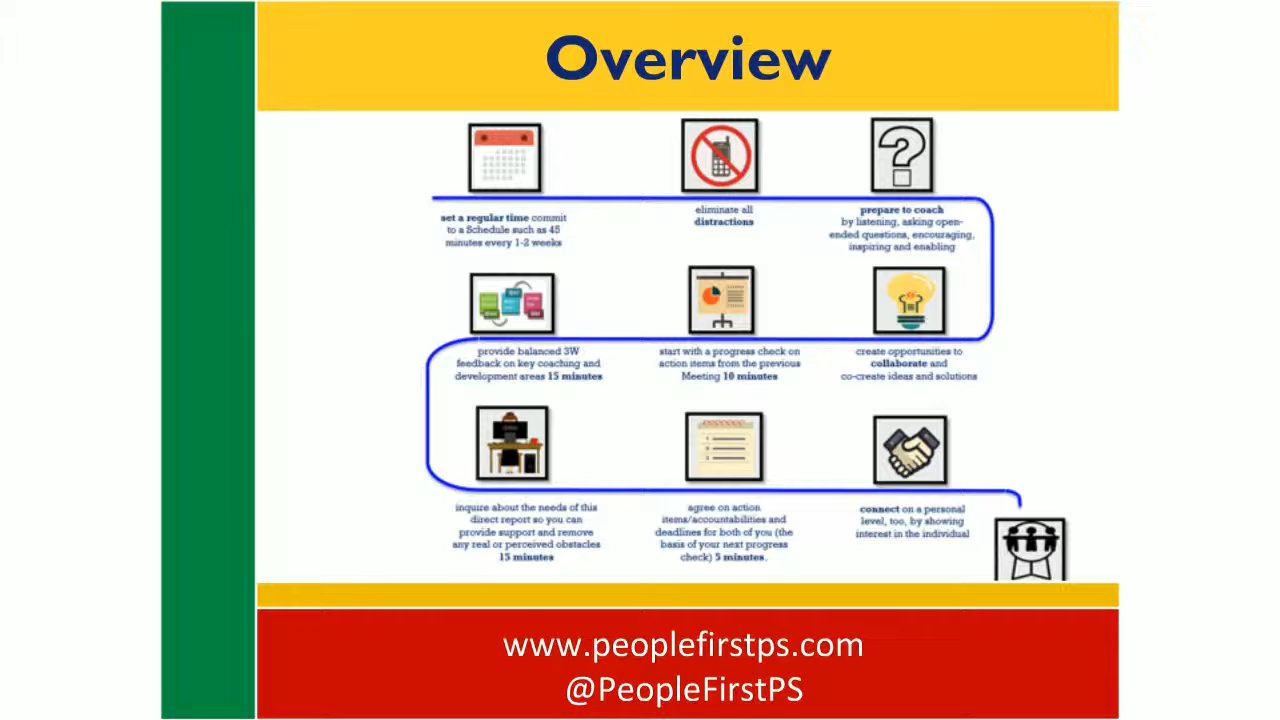 Overview
set a regular time commit
to a Schedule such as 45
minutes every 1-2 weeks
eliminate all
distractions
prepare to coach
by listening, asking open-
ended questions, encouraging,
inspiring and enabling
provide balanced 3W
feedback on key coaching and
development areas 15 minutes
start with a progress check on
action items from the previous
Meeting 10 minutes
create opportunities to
collaborate and
co-create ideas and solutions
inquire about the needs of this
direct report so you can
provide support and remove
any real or perceived obstacles
15 minutes
agree on action
items/accountabilities and
deadlines for both of you (the
basis of your next progress
check) 5 minutes.
connect on a personal
level, too, by showing
interest in the individual
www.peoplefirstps.com
@PeopleFirstPS